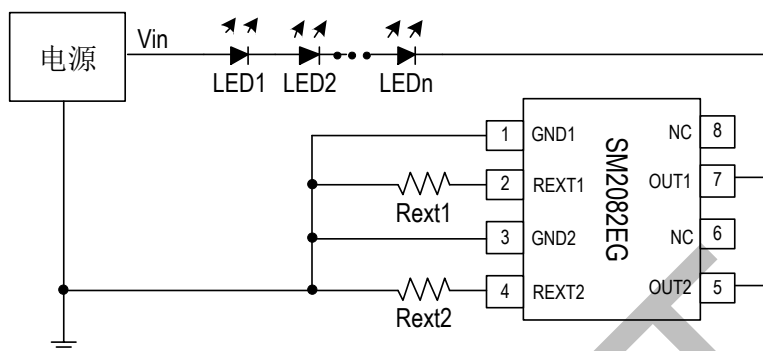 电源
Vin
LED1
LED2
LEDn
1
GND1
NC
8
2
REXT1
OUT1
7
3
GND2
NC
6
4
REXT2
OUT2
5
SM2082EG
Rext1
Rext2